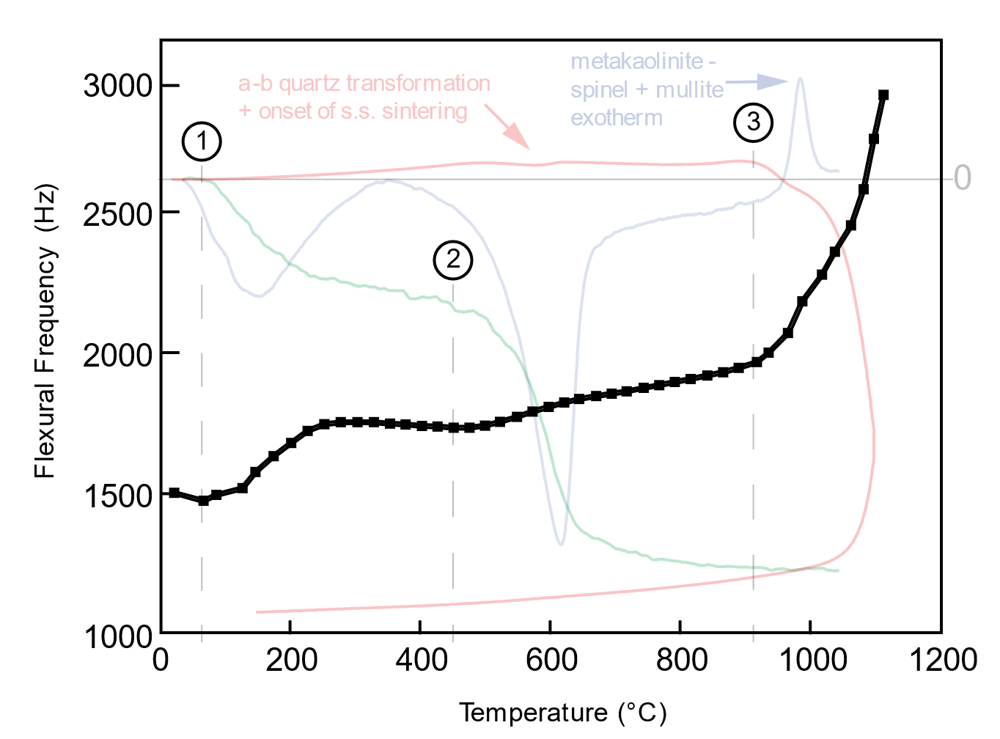 metakaolinite -
spinel + mullite
exotherm
a-b quartz transformation
+ onset of s.s. sintering
1
2
3
0
3000
2500
2000
1500
1000
Flexural Frequency (Hz)
0 200 400 600 800 1000 1200
Temperature (°C)